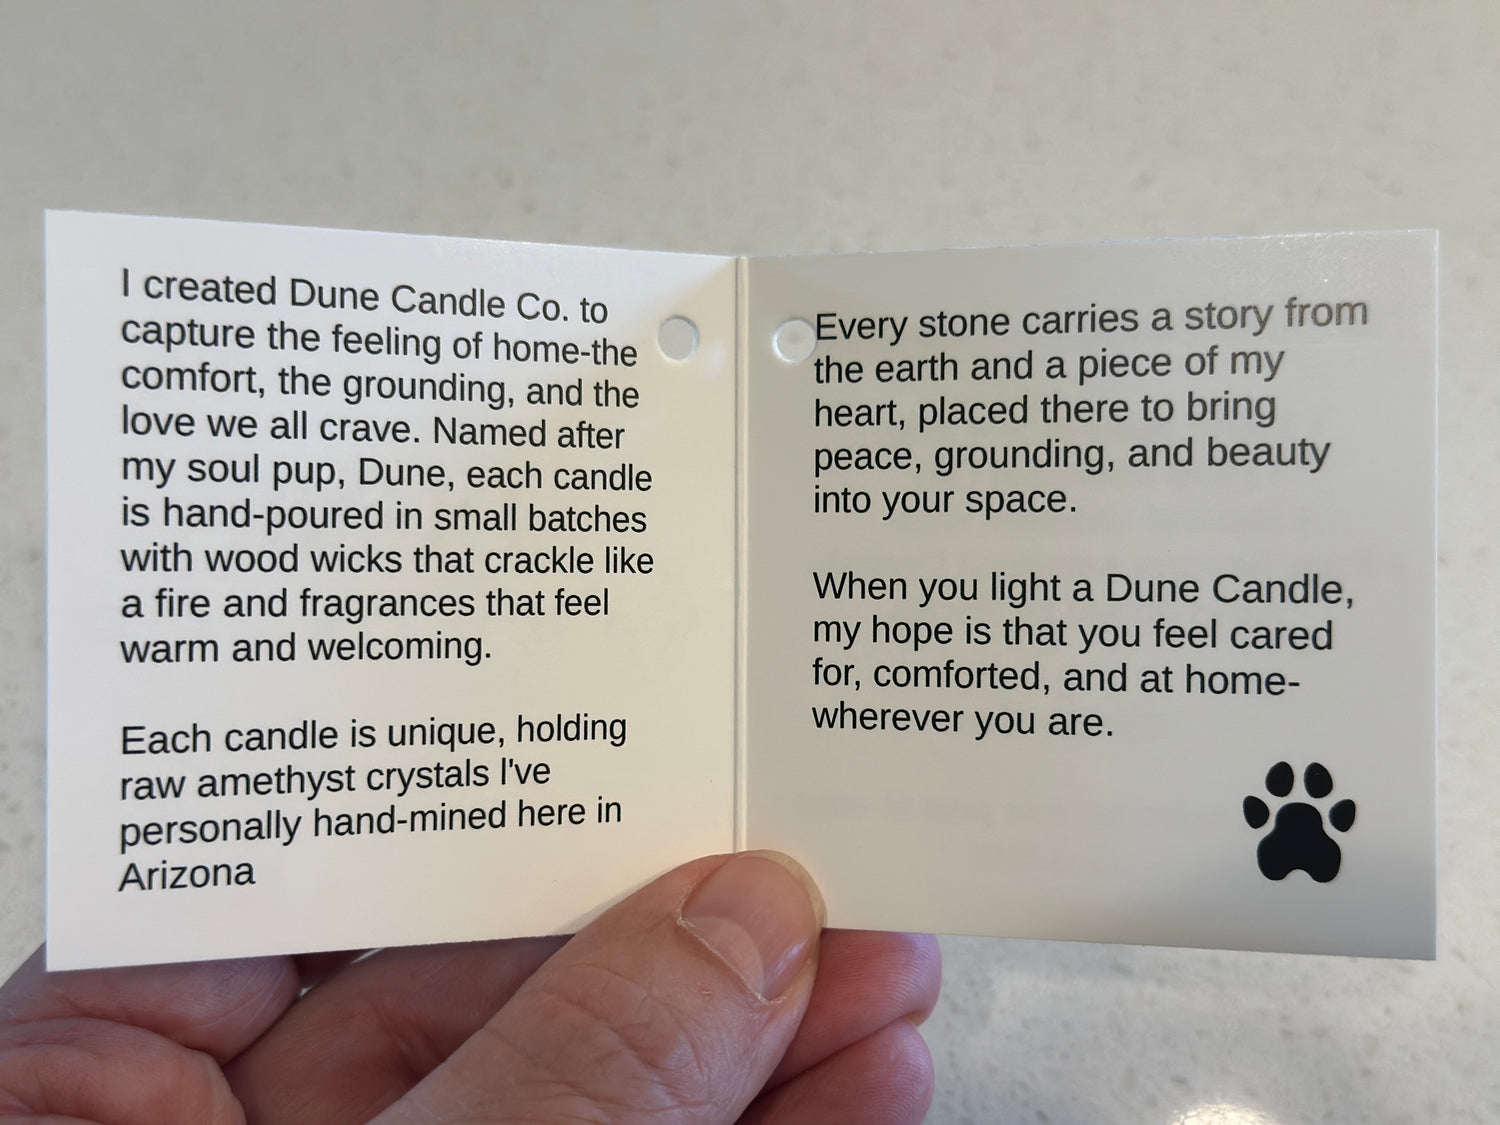 I created Dune Candle Co. to
capture the feeling of home-the
comfort, the grounding, and the
love we all crave. Named after
my soul pup, Dune, each candle
is hand-poured in small batches
with wood wicks that crackle like
a fire and fragrances that feel
warm and welcoming.
Each candle is unique, holding
raw amethyst crystals I've
personally hand-mined here in
Arizona
Every stone carries a story from
the earth and a piece of my
heart, placed there to bring
peace, grounding, and beauty
into your space.
When you light a Dune Candle,
my hope is that you feel cared
for, comforted, and at home-
wherever you are.